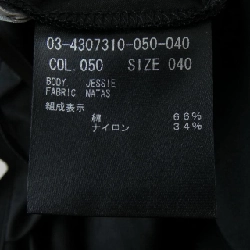 03-4307310-050-040
COL.050 SIZE 040
BODY JESSIE
FABRIC NATAS
組成表示
綿 66%
ナイロン 34%